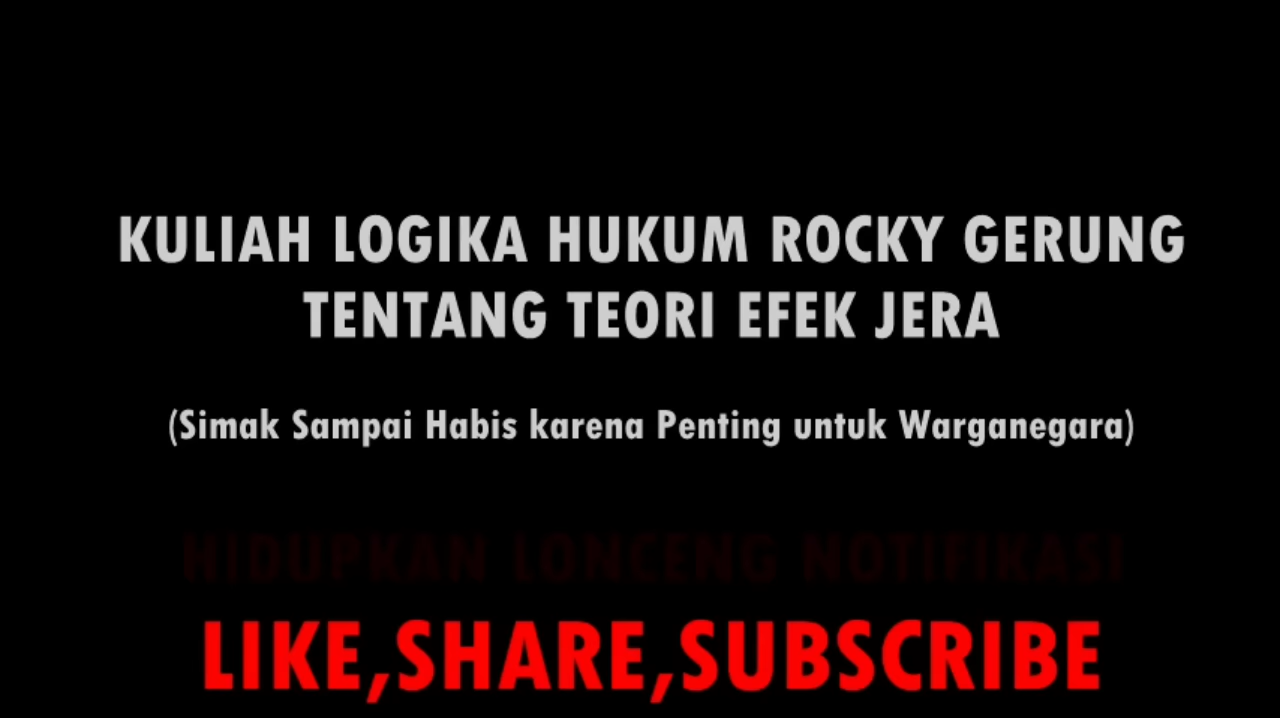 KULIAH LOGIKA HUKUM ROCKY GERUNG
TENTANG TEORI EFEK JERA
(Simak Sampai Habis karena Penting untuk Warganegara)
HIDUPKAN LONCENG NOTIFIKASI
LIKE,SHARE,SUBSCRIBE